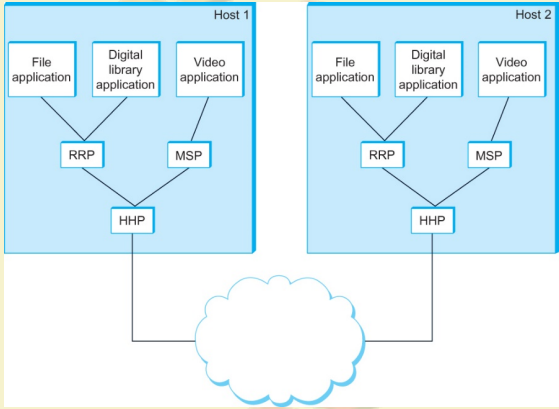 Host 1
File
application
Digital
library
application
Video
application
RRP
MSP
HHP
Host 2
File
application
Digital
library
application
Video
application
RRP
MSP
HHP